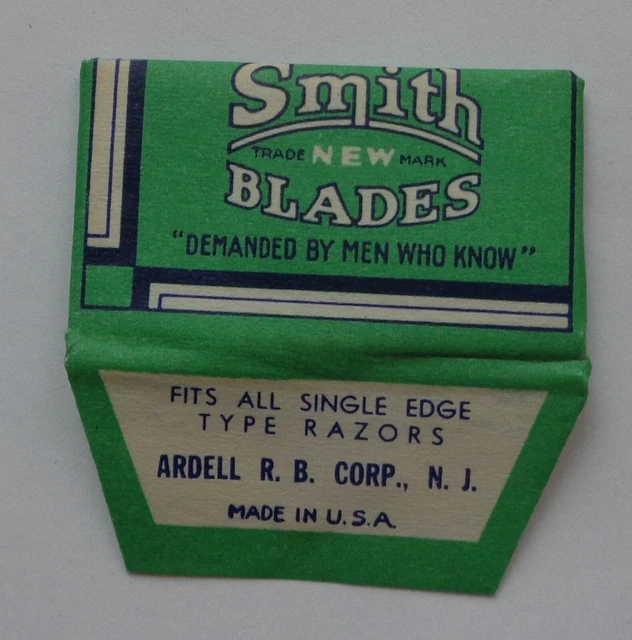 Smith
TRADE NEW MARK
BLADES
"DEMANDED BY MEN WHO KNOW"
FITS ALL SINGLE EDGE
TYPE RAZORS
ARDELL R. B. CORP., N. J.
MADE IN U.S.A.